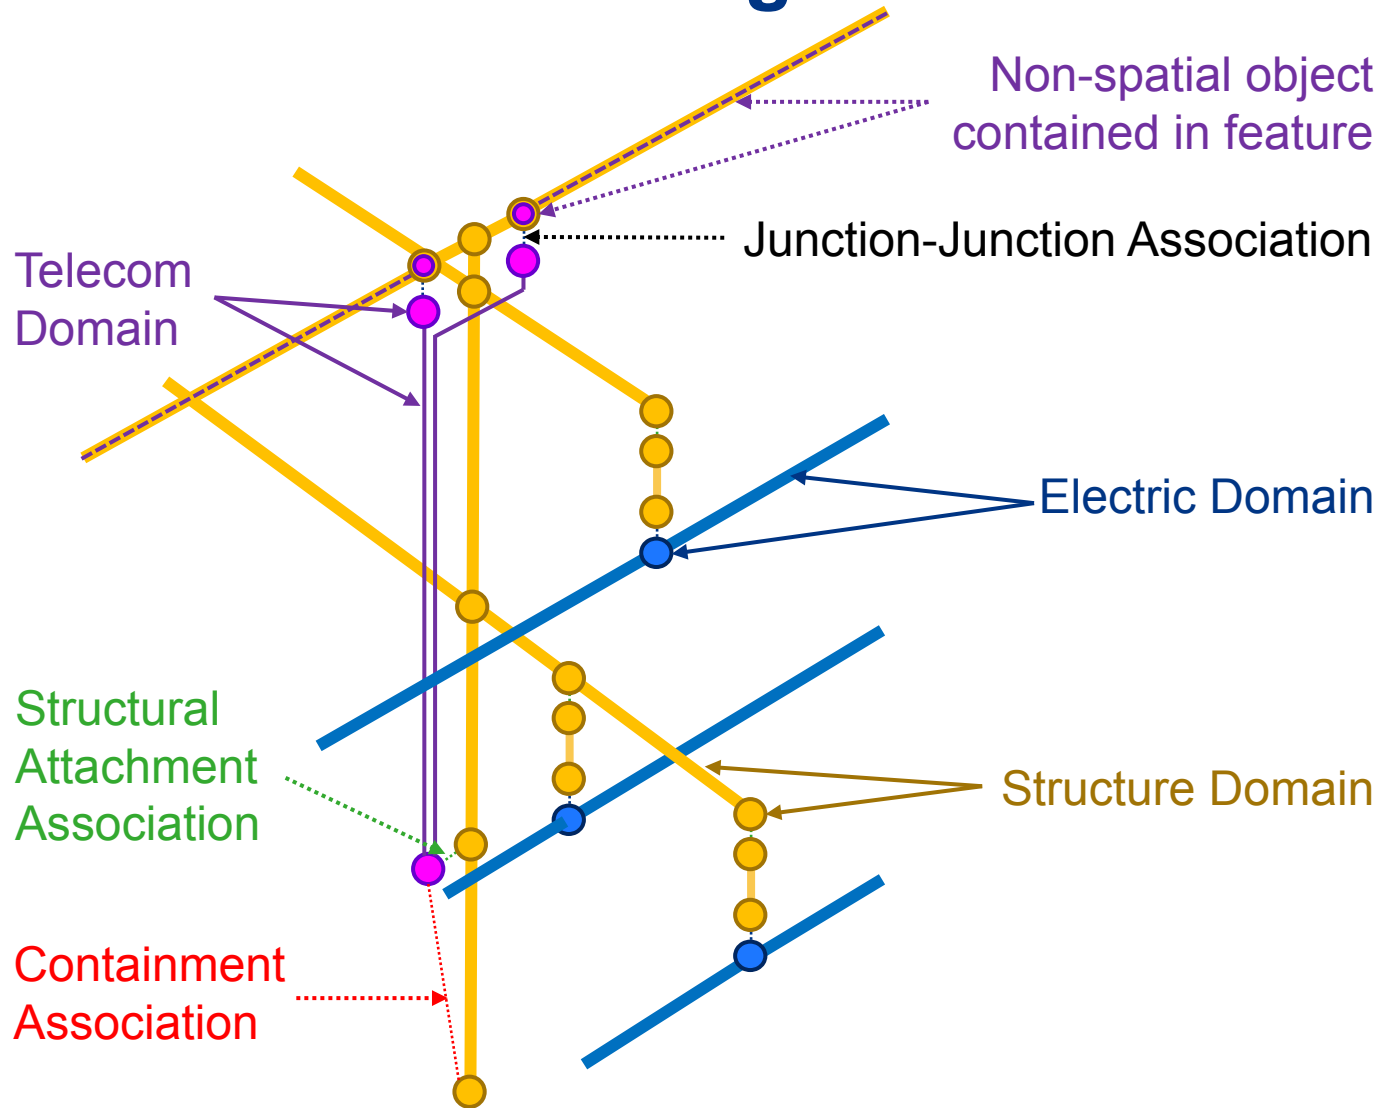 Non-spatial object
contained in feature
Junction-Junction Association
Telecom
Domain
Electric Domain
Structural
Attachment
Association
Structure Domain
Containment
Association